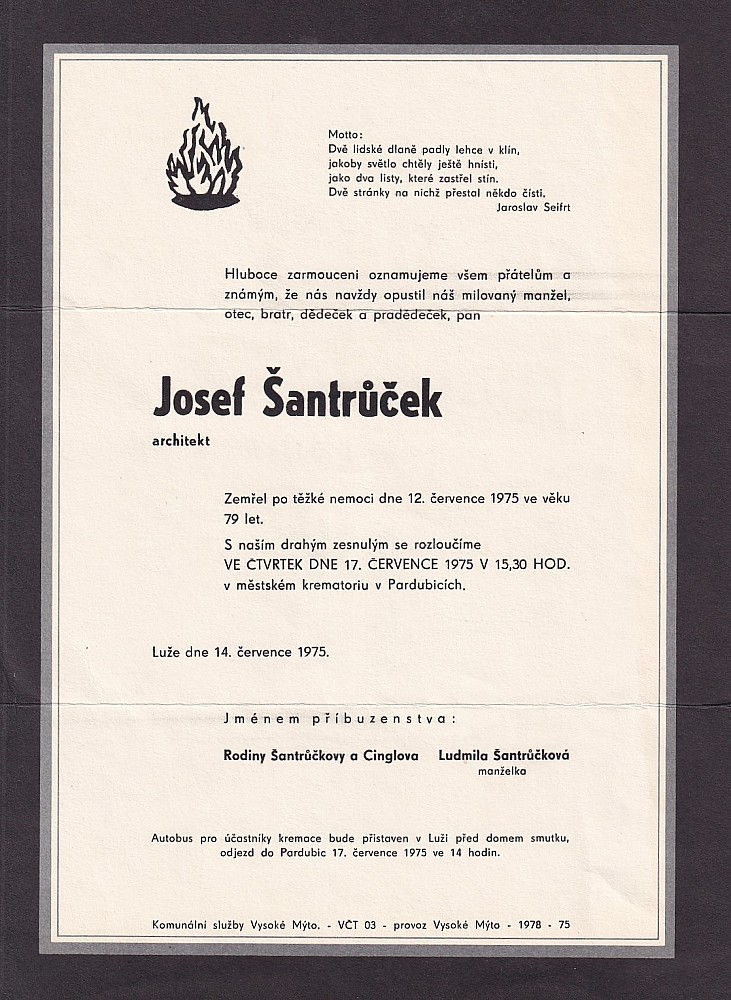 Motto:
Dvě lidské dlaně padly lehce v klín,
jakoby světlo chtěly ještě hnísti,
jako dva listy, které zastřel stín.
Dvě stránky na nichž přestal někdo čísti.
Jaroslav Seifrt
Hluboce zarmouceni oznamujeme všem přátelům a
známým, že nás navždy opustil náš milovaný manžel,
otec, bratr, dědeček a pradědeček, pan
Josef Šantrůček
architekt
Zemřel po těžké nemoci dne 12. července 1975 ve věku
79 let.
S naším drahým zesnulým se rozloučíme
VE ČTVRTEK DNE 17. ČERVENCE 1975 V 15,30 HOD.
v městském krematoriu v Pardubicích.
Luže dne 14. července 1975.
Jménem příbuzenstva:
Rodiny Šantrůčkovy a Cinglova Ludmila Šantrůčková
manželka
Autobus pro účastníky kremace bude přistaven v Luži před domem smutku,
odjezd do Pardubic 17. července 1975 ve 14 hodin.
Komunální služby Vysoké Mýto. - VČT 03 - provoz Vysoké Mýto - 1978 - 75